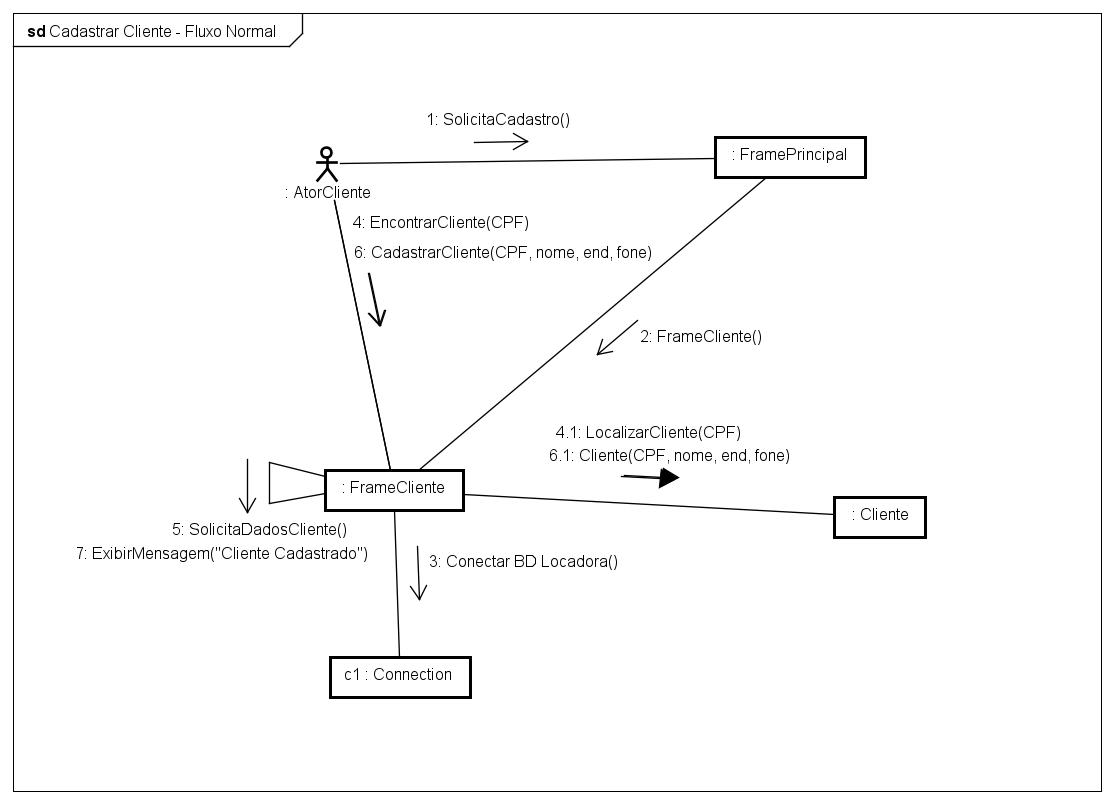 sd Cadastrar Cliente - Fluxo Normal
1: SolicitaCadastro()
: FramePrincipal
: AtorCliente
4: EncontrarCliente(CPF)
6: CadastrarCliente(CPF, nome, end, fone)
2: FrameCliente()
4.1: LocalizarCliente(CPF)
6.1: Cliente(CPF, nome, end, fone)
: FrameCliente
: Cliente
5: SolicitaDadosCliente()
7: ExibirMensagem("Cliente Cadastrado")
3: Conectar BD Locadora()
c1 : Connection